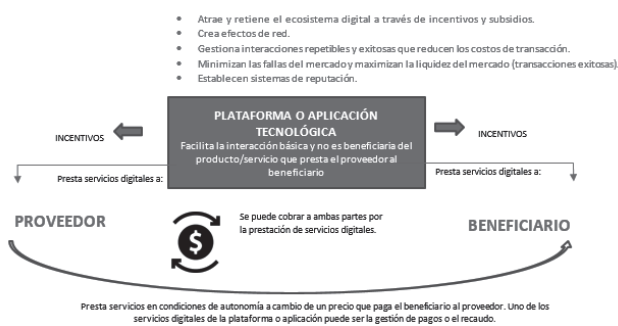 • Atrae y retiene el ecosistema digital a través de incentivos y subsidios.
• Crea efectos de red.
• Gestiona interacciones repetibles y exitosas que reducen los costos de transacción.
• Minimizan las fallas del mercado y maximizan la liquidez del mercado (transacciones exitosas).
• Establecen sistemas de reputación.
PLATAFORMA O APLICACIÓN
TECNOLÓGICA
Facilita la interacción básica y no es beneficiaria del
producto/servicio que presta el proveedor al
beneficiario
INCENTIVOS
INCENTIVOS
Presta servicios digitales a:
Presta servicios digitales a:
PROVEEDOR
$
Se puede cobrar a ambas partes por
la prestación de servicios digitales.
BENEFICIARIO
Presta servicios en condiciones de autonomía a cambio de un precio que paga el beneficiario al proveedor. Uno de los
servicios digitales de la plataforma o aplicación puede ser la gestión de pagos o el recaudo.